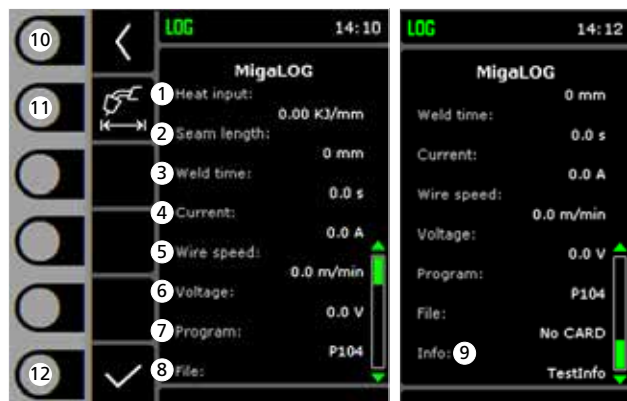 LOG 14:10
MigaLOG
10
11
12
1 Heat input:
0.00 KJ/mm
2 Seam length:
0 mm
3 Weld time:
0.0 s
4 Current:
0.0 A
5 Wire speed:
0.0 m/min
6 Voltage:
0.0 V
7 Program:
P104
8 File:
LOG 14:12
MigaLOG
0 mm
Weld time:
0.0 s
Current:
0.0 A
Wire speed:
0.0 m/min
Voltage:
0.0 V
Program:
P104
File:
No CARD
Info: 9
TestInfo